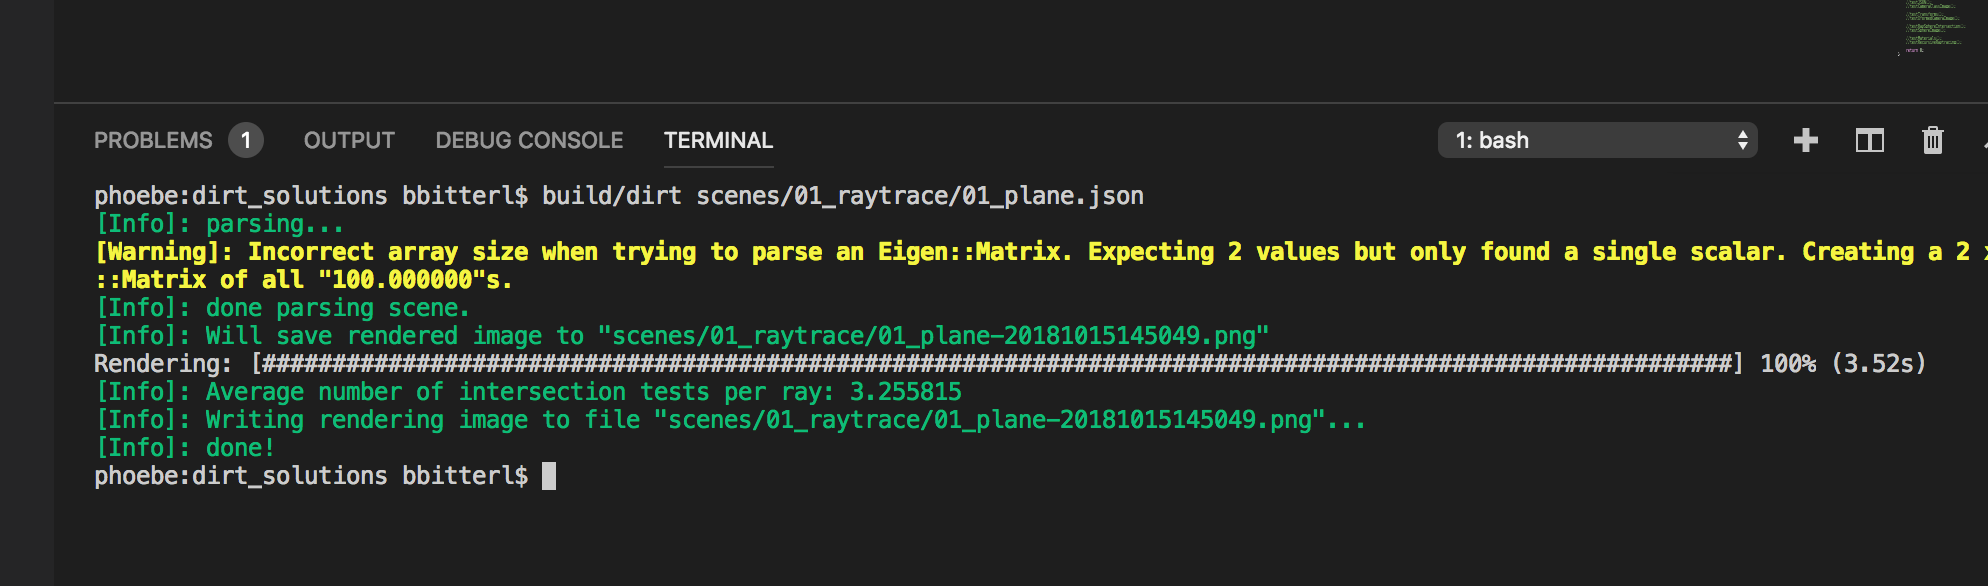 PROBLEMS 1 OUTPUT DEBUG CONSOLE TERMINAL 1: bash
phoebe:dirt_solutions bbitterl$ build/dirt scenes/01_raytrace/01_plane.json
[Info]: parsing...
[Warning]: Incorrect array size when trying to parse an Eigen::Matrix. Expecting 2 values but only found a single scalar. Creating a 2 x
::Matrix of all "100.000000"s.
[Info]: done parsing scene.
[Info]: Will save rendered image to "scenes/01_raytrace/01_plane-20181015145049.png"
Rendering: [#########################################################################################################] 100% (3.52s)
[Info]: Average number of intersection tests per ray: 3.255815
[Info]: Writing rendering image to file "scenes/01_raytrace/01_plane-20181015145049.png"...
[Info]: done!
phoebe:dirt_solutions bbitterl$